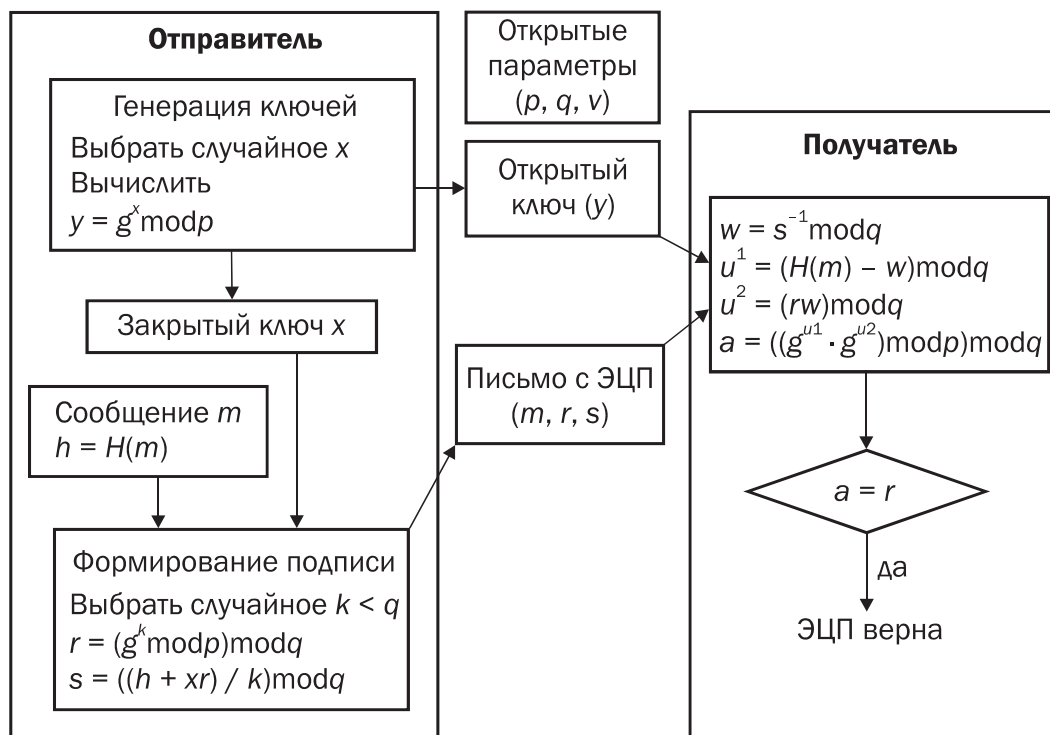 Отправитель
Генерация ключей
Выбрать случайное x
Вычислить
y = g^x modp
Закрытый ключ x
Сообщение m
h = H(m)
Формирование подписи
Выбрать случайное k < q
r = (g^k modp)modq
s = ((h + xr) / k)modq
Открытые
параметры
(p, q, v)
Открытый
ключ (y)
Письмо с ЭЦП
(m, r, s)
Получатель
w = s^–1 modq
u^1 = (H(m) – w)modq
u^2 = (rw)modq
a = ((g^u1 · g^u2)modp)modq
a = r
да
ЭЦП верна